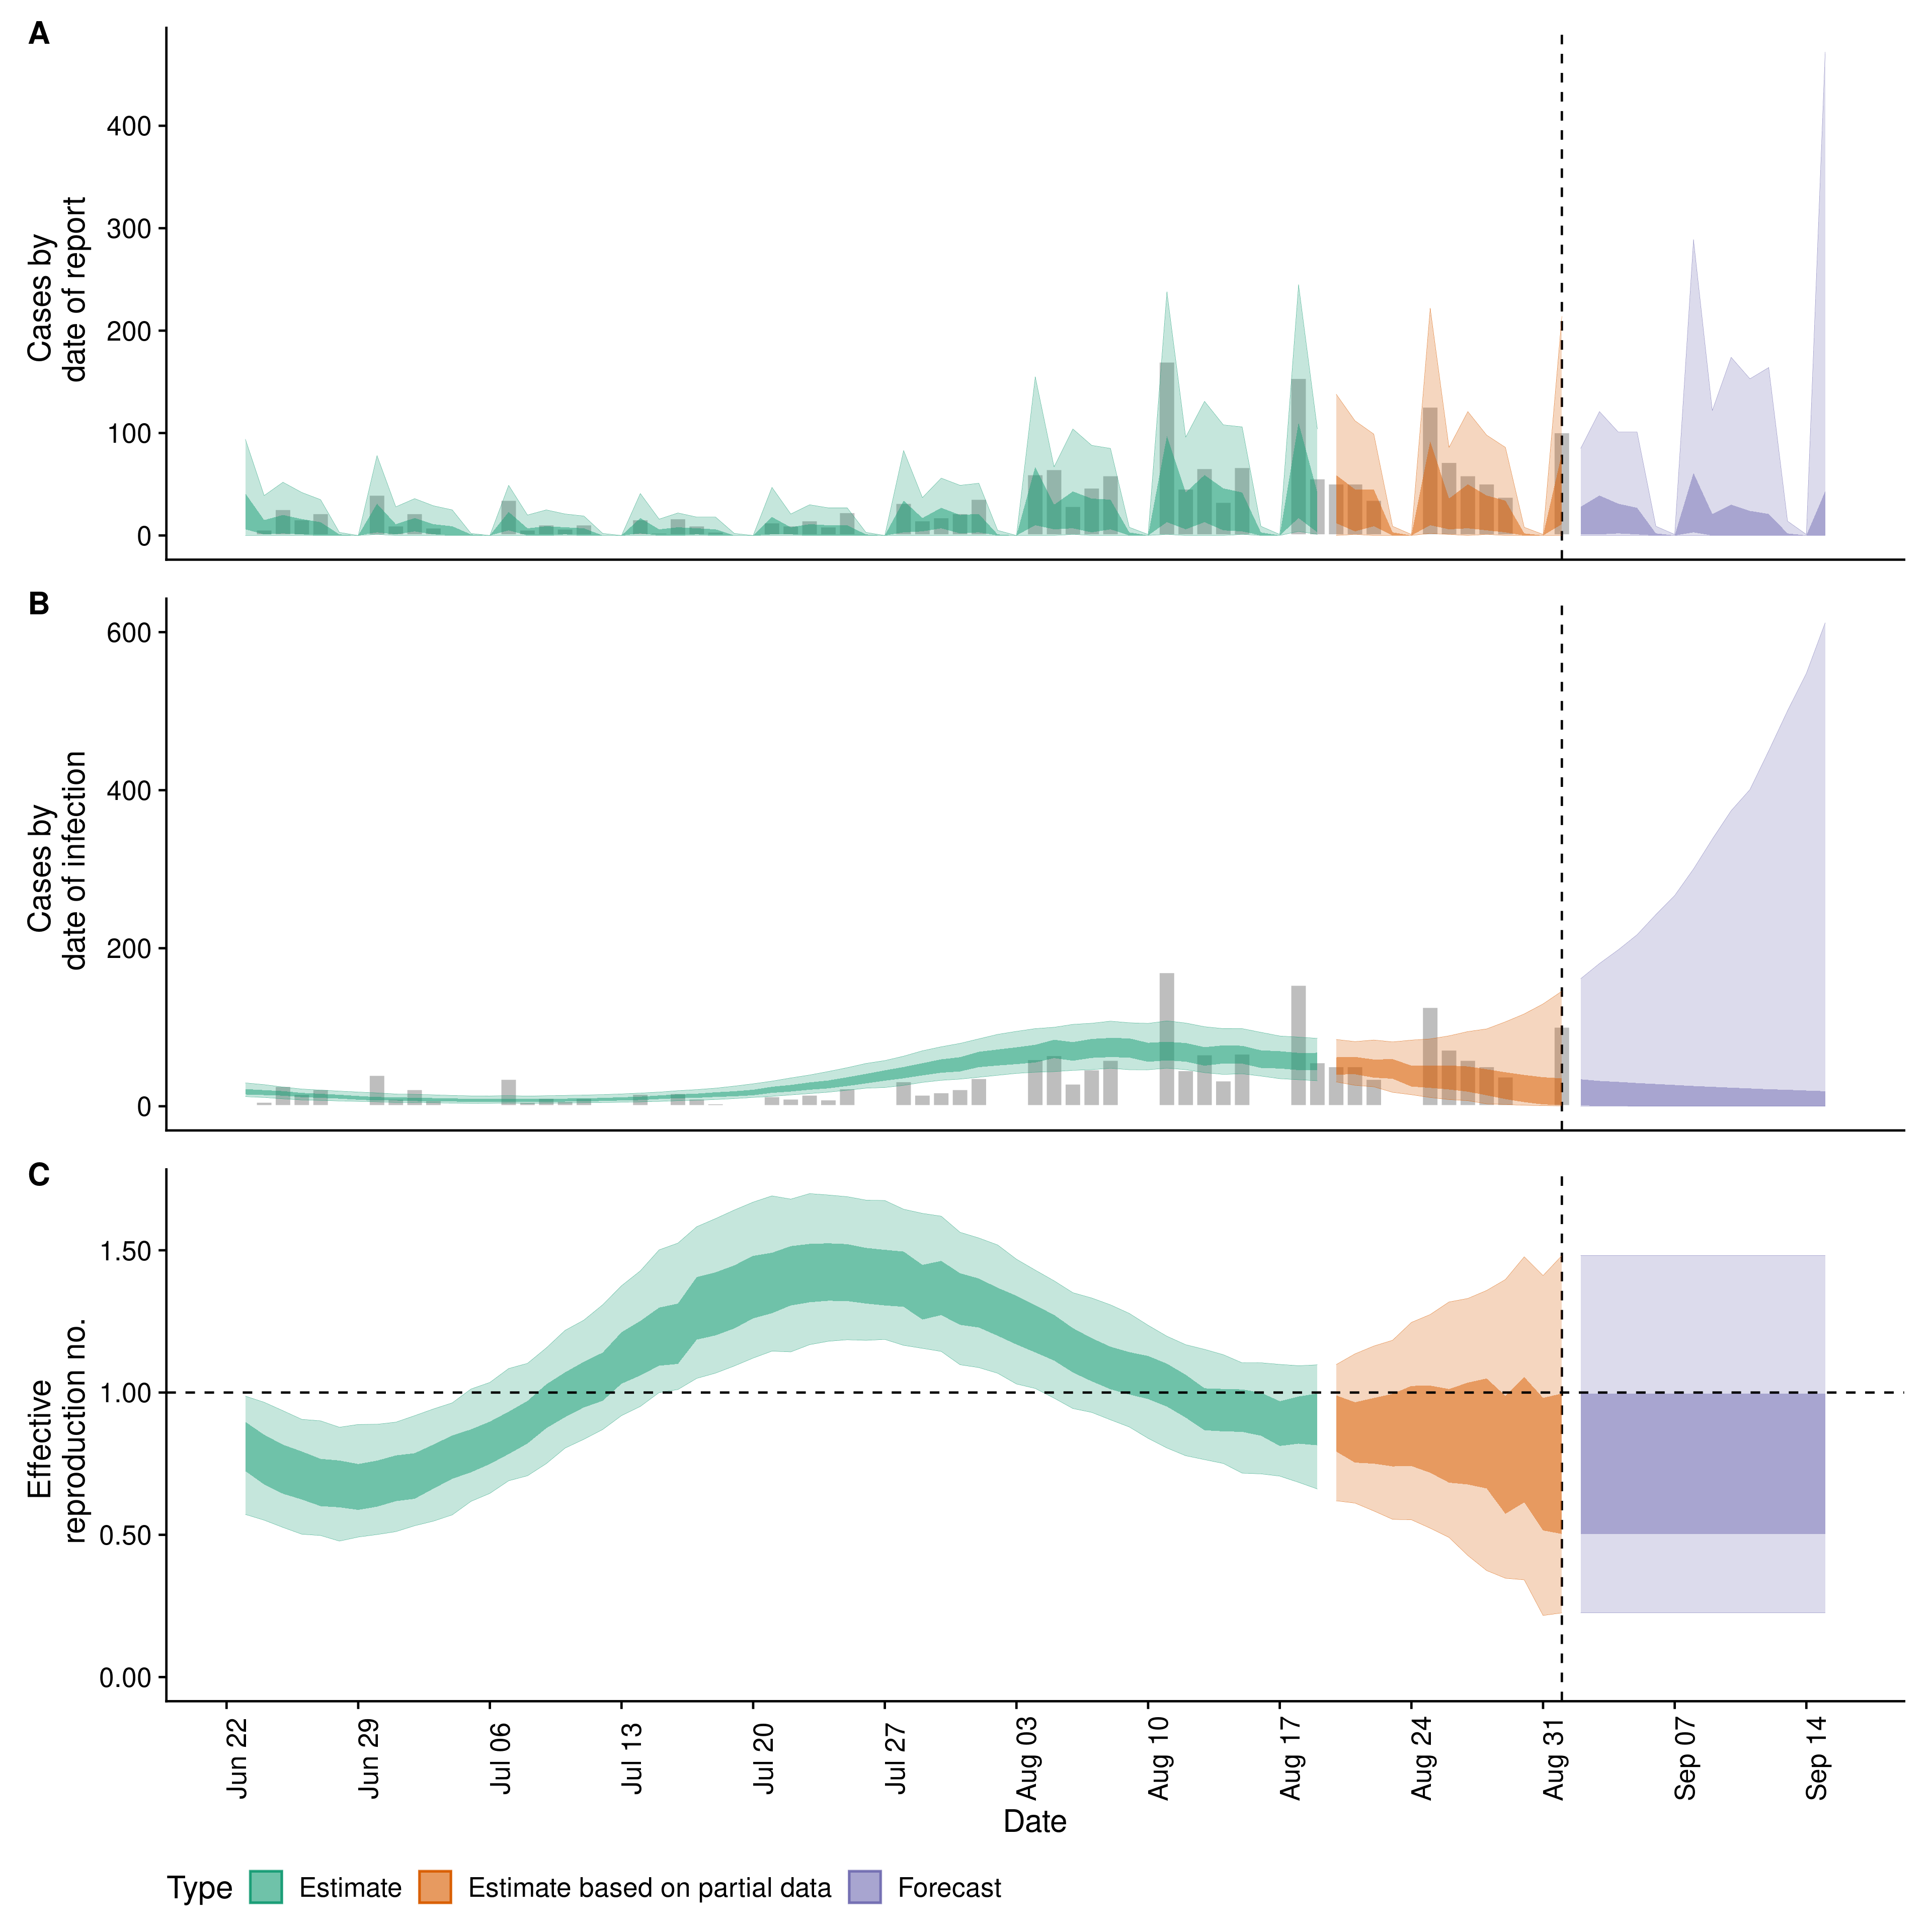 A
Cases by
date of report
400
300
200
100
0
B
Cases by
date of infection
600
400
200
0
C
Effective
reproduction no.
1.50
1.00
0.50
0.00
Jun 22
Jun 29
Jul 06
Jul 13
Jul 20
Jul 27
Aug 03
Aug 10
Aug 17
Aug 24
Aug 31
Sep 07
Sep 14
Date
Type Estimate Estimate based on partial data Forecast